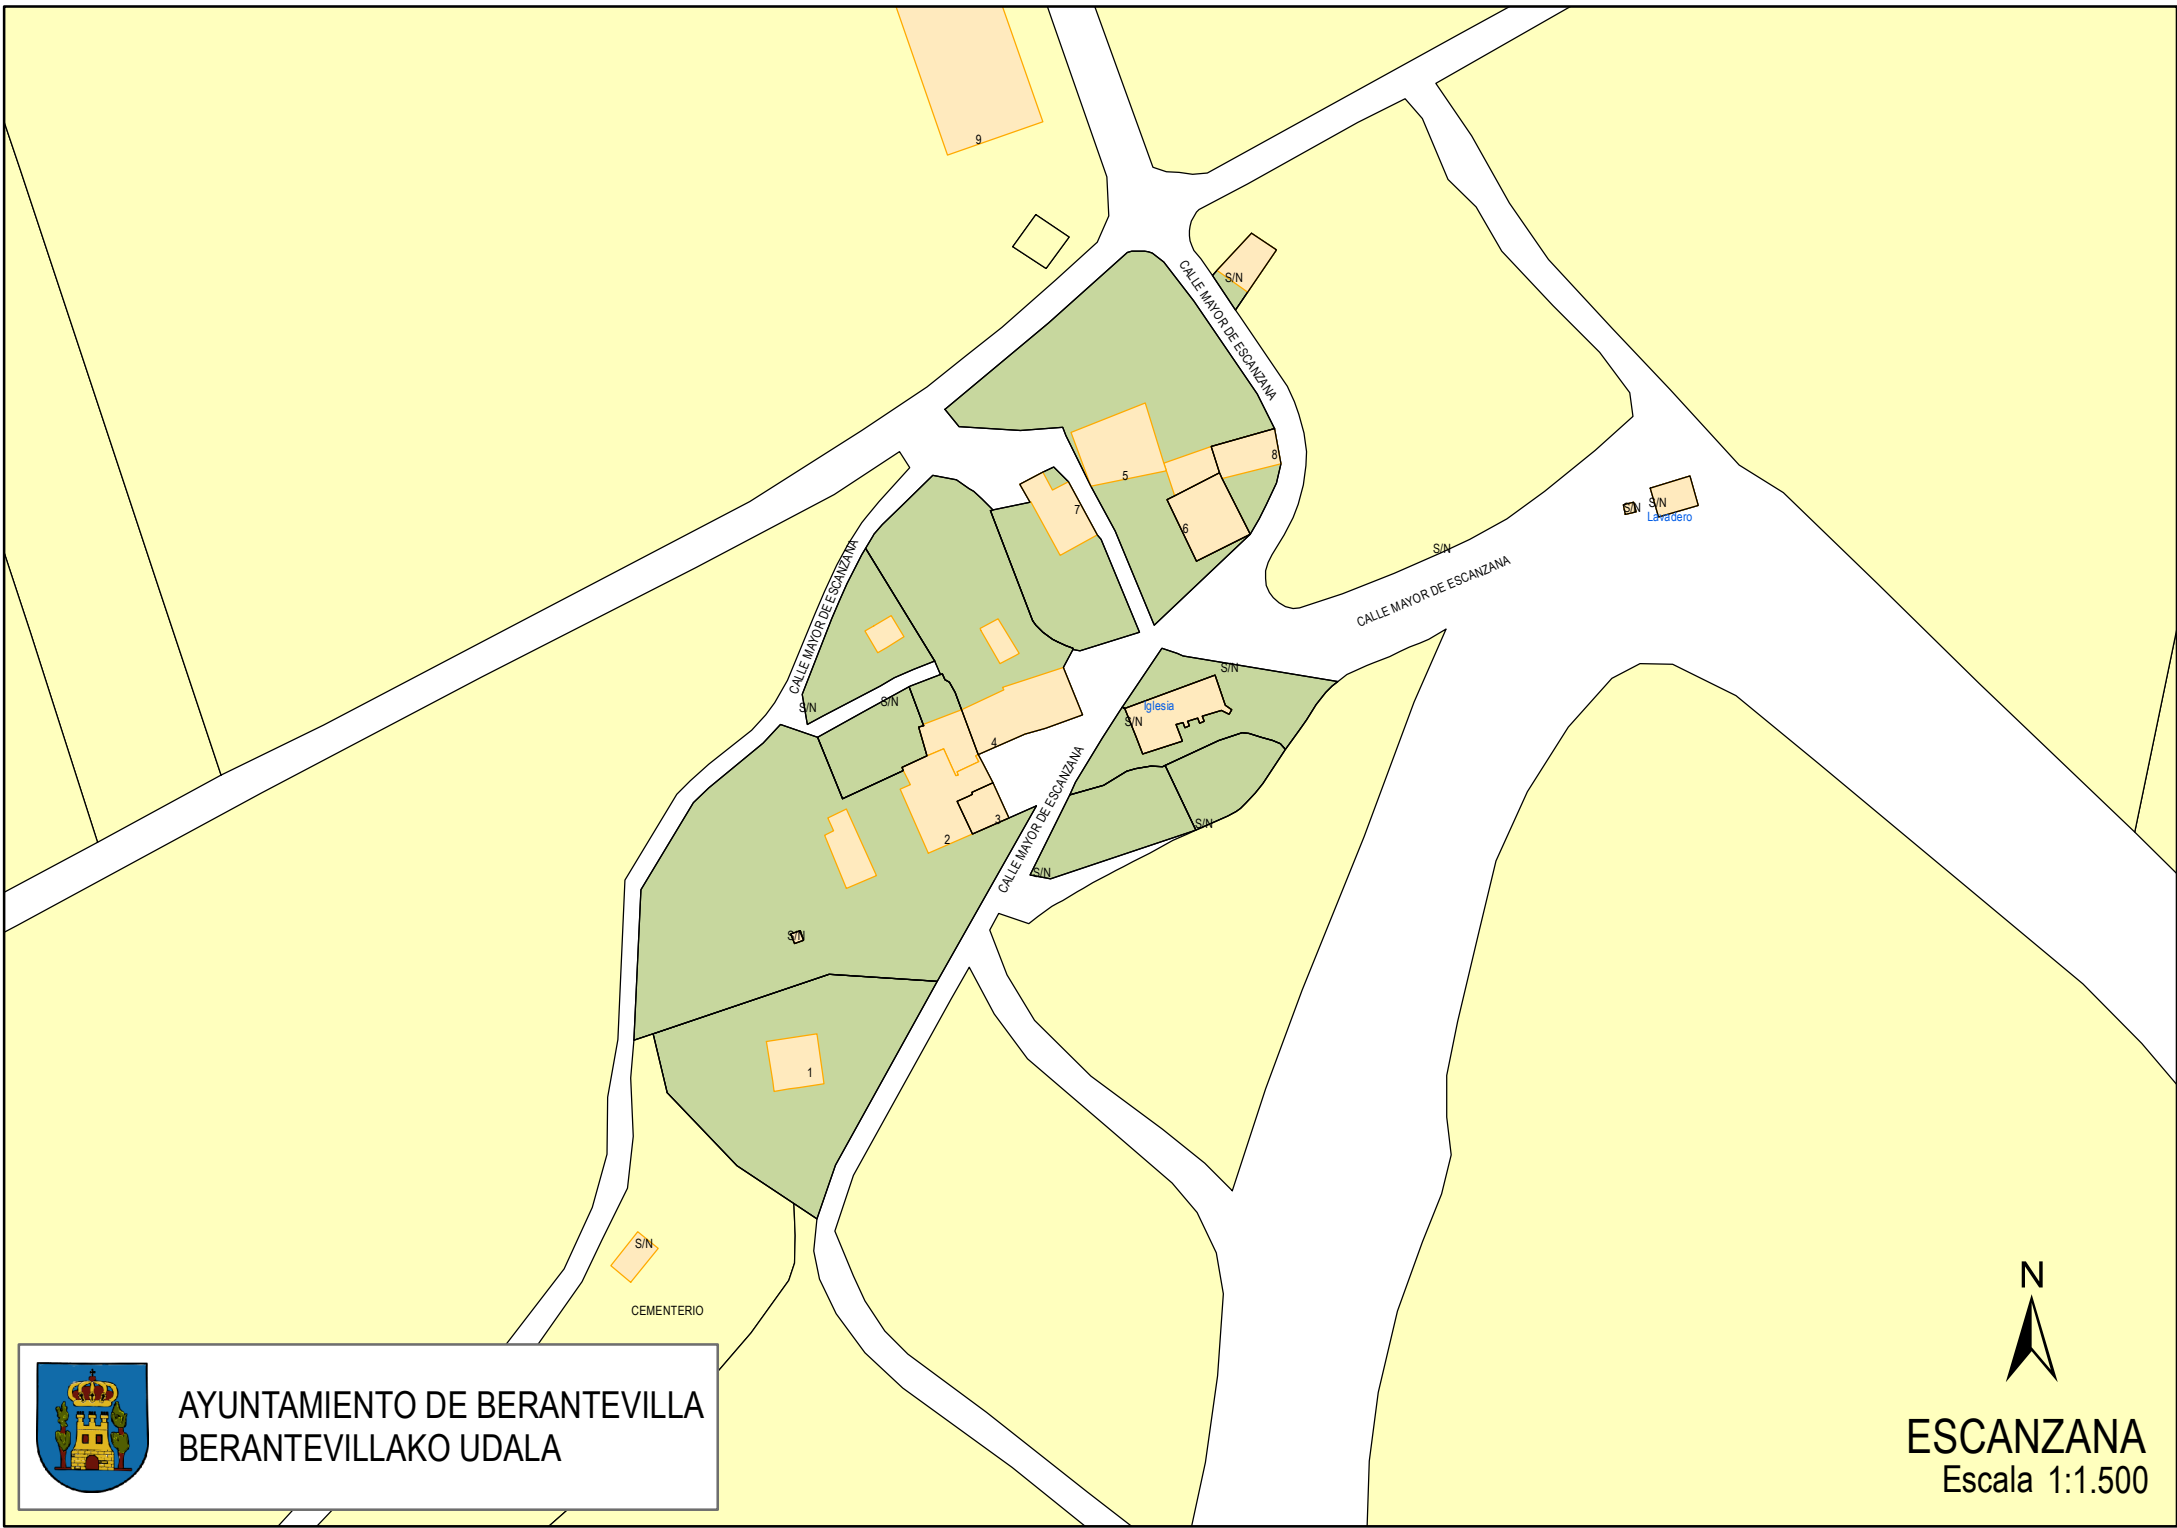 9
S/N
CALLE MAYOR DE ESCANZANA
5
8
7
6
S/N
S/N
Lavadero
S/N
CALLE MAYOR DE ESCANZANA
CALLE MAYOR DE ESCANZANA
S/N
S/N
S/N
Iglesia
S/N
4
CALLE MAYOR DE ESCANZANA
2
3
S/N
S/N
S/N
1
S/N
CEMENTERIO
AYUNTAMIENTO DE BERANTEVILLA
BERANTEVILLAKO UDALA
N
ESCANZANA
Escala 1:1.500